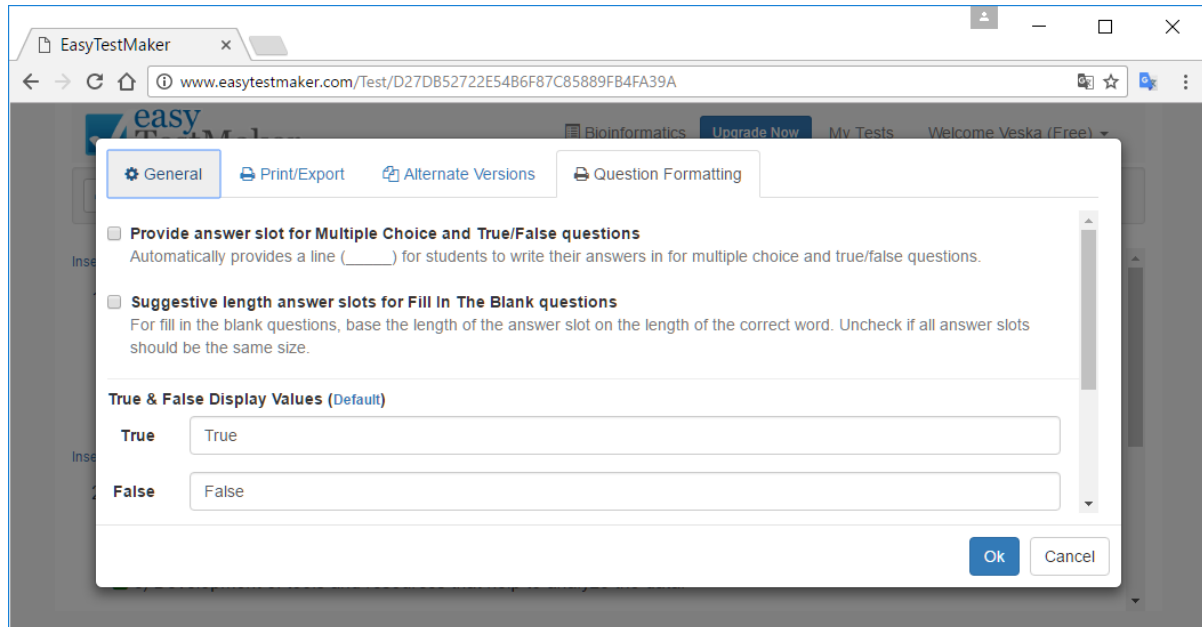 EasyTestMaker
www.easytestmaker.com/Test/D27DB52722E54B6F87C85889FB4FA39A
easy
TestMaker
Bioinformatics Upgrade Now My Tests Welcome Veska (Free)
General Print/Export Alternate Versions Question Formatting
Provide answer slot for Multiple Choice and True/False questions
Automatically provides a line (_____) for students to write their answers in for multiple choice and true/false questions.
Inse
Suggestive length answer slots for Fill In The Blank questions
For fill in the blank questions, base the length of the answer slot on the length of the correct word. Uncheck if all answer slots
should be the same size.
True & False Display Values (Default)
True True
Inse
False False
Ok Cancel